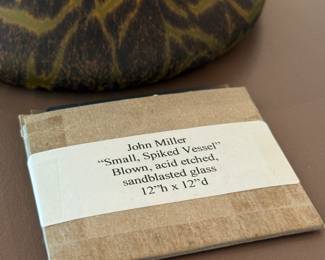 John Miller
"Small, Spiked Vessel"
Blown, acid etched,
sandblasted glass
12"h x 12"d